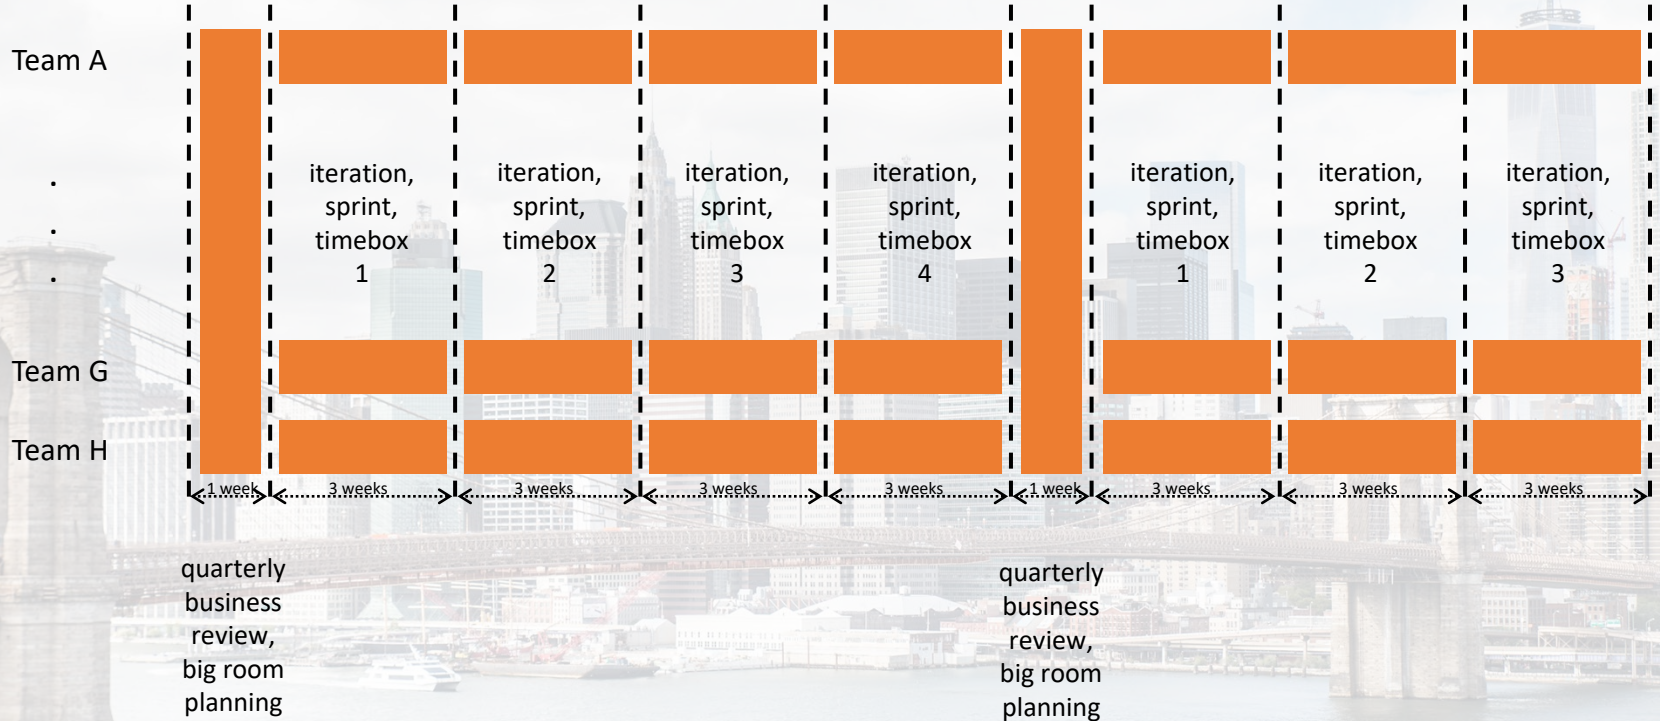 Team A
.
.
.
iteration,
sprint,
timebox
1
iteration,
sprint,
timebox
2
iteration,
sprint,
timebox
3
iteration,
sprint,
timebox
4
iteration,
sprint,
timebox
1
iteration,
sprint,
timebox
2
iteration,
sprint,
timebox
3
Team G
Team H
1 week
3 weeks
3 weeks
3 weeks
3 weeks
1 week
3 weeks
3 weeks
3 weeks
quarterly
business
review,
big room
planning
quarterly
business
review,
big room
planning